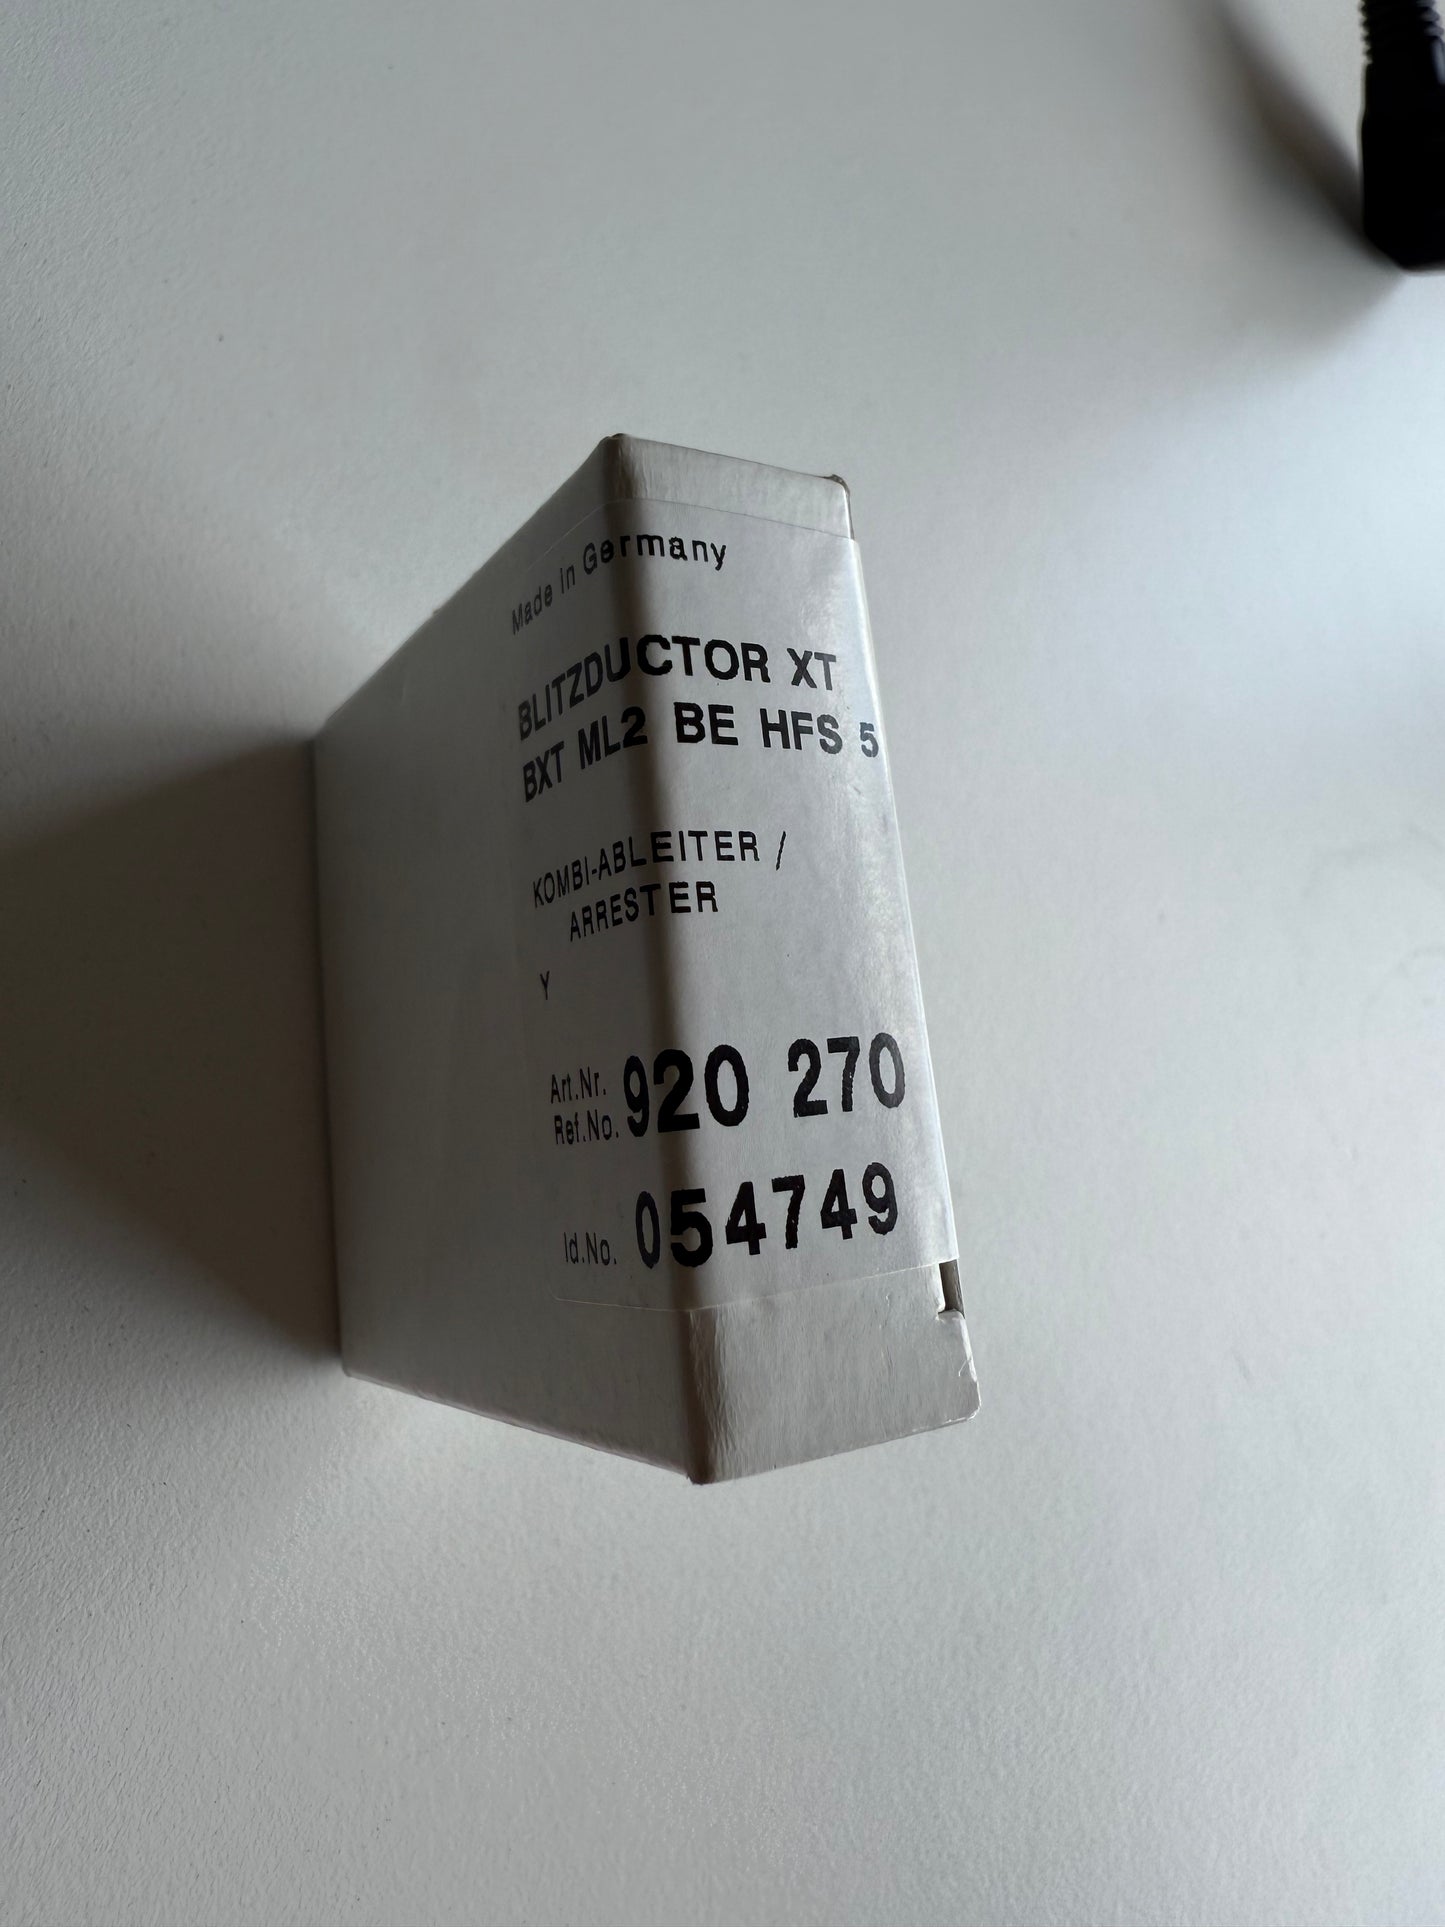 Made in Germany
BLITZDUCTOR XT
BXT ML2 BE HFS 5
KOMBI-ABLEITER /
ARRESTER
Y
Art.Nr.
Ref.No. 920 270
Id.No. 054749